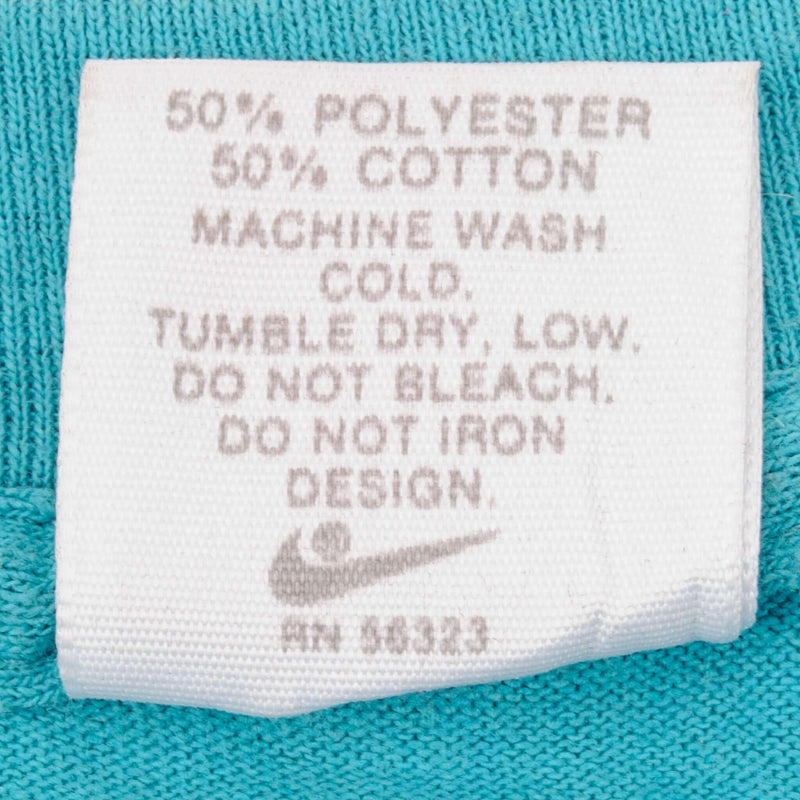 50% POLYESTER
50% COTTON
MACHINE WASH
COLD.
TUMBLE DRY, LOW.
DO NOT BLEACH.
DO NOT IRON
DESIGN.
RN 56323